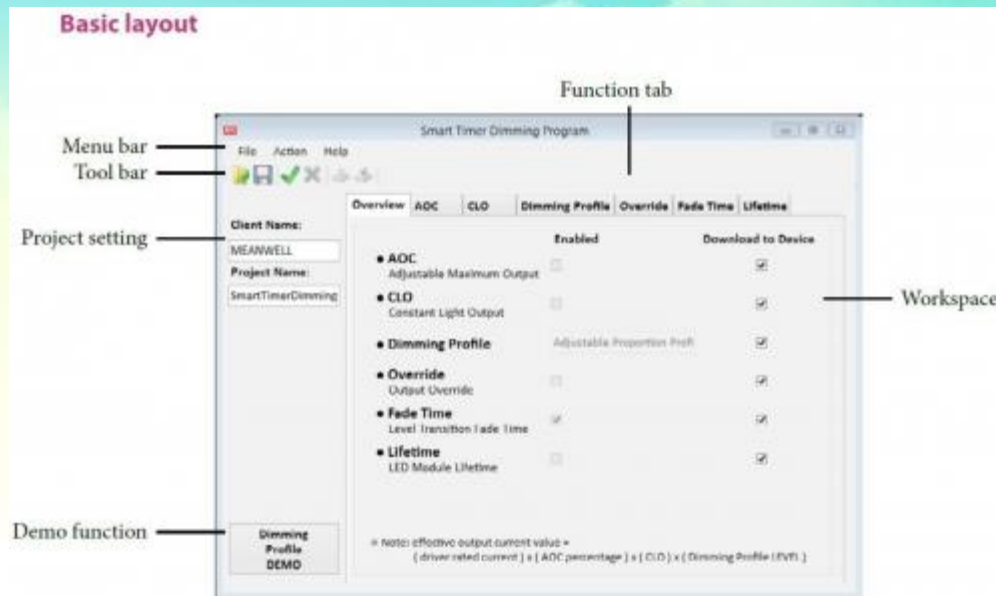 Basic layout
Function tab
Menu bar
Tool bar
Project setting
Demo function
Workspace
Smart Timer Dimming Program
File Action Help
Overview AOC CLO Dimming Profile Override Fade Time Lifetime
Client Name:
MEANWELL
Project Name:
SmartTimerDimming
Enabled Download to Device
• AOC
Adjustable Maximum Output
• CLO
Constant Light Output
• Dimming Profile Adjustable Proportion Profi
• Override
Output Override
• Fade Time
Level Transition Fade Time
• Lifetime
LED Module Lifetime
Dimming
Profile
DEMO
※ Note: effective output current value =
( driver rated current ) x ( AOC percentage ) x ( CLO ) x ( Dimming Profile LEVEL )